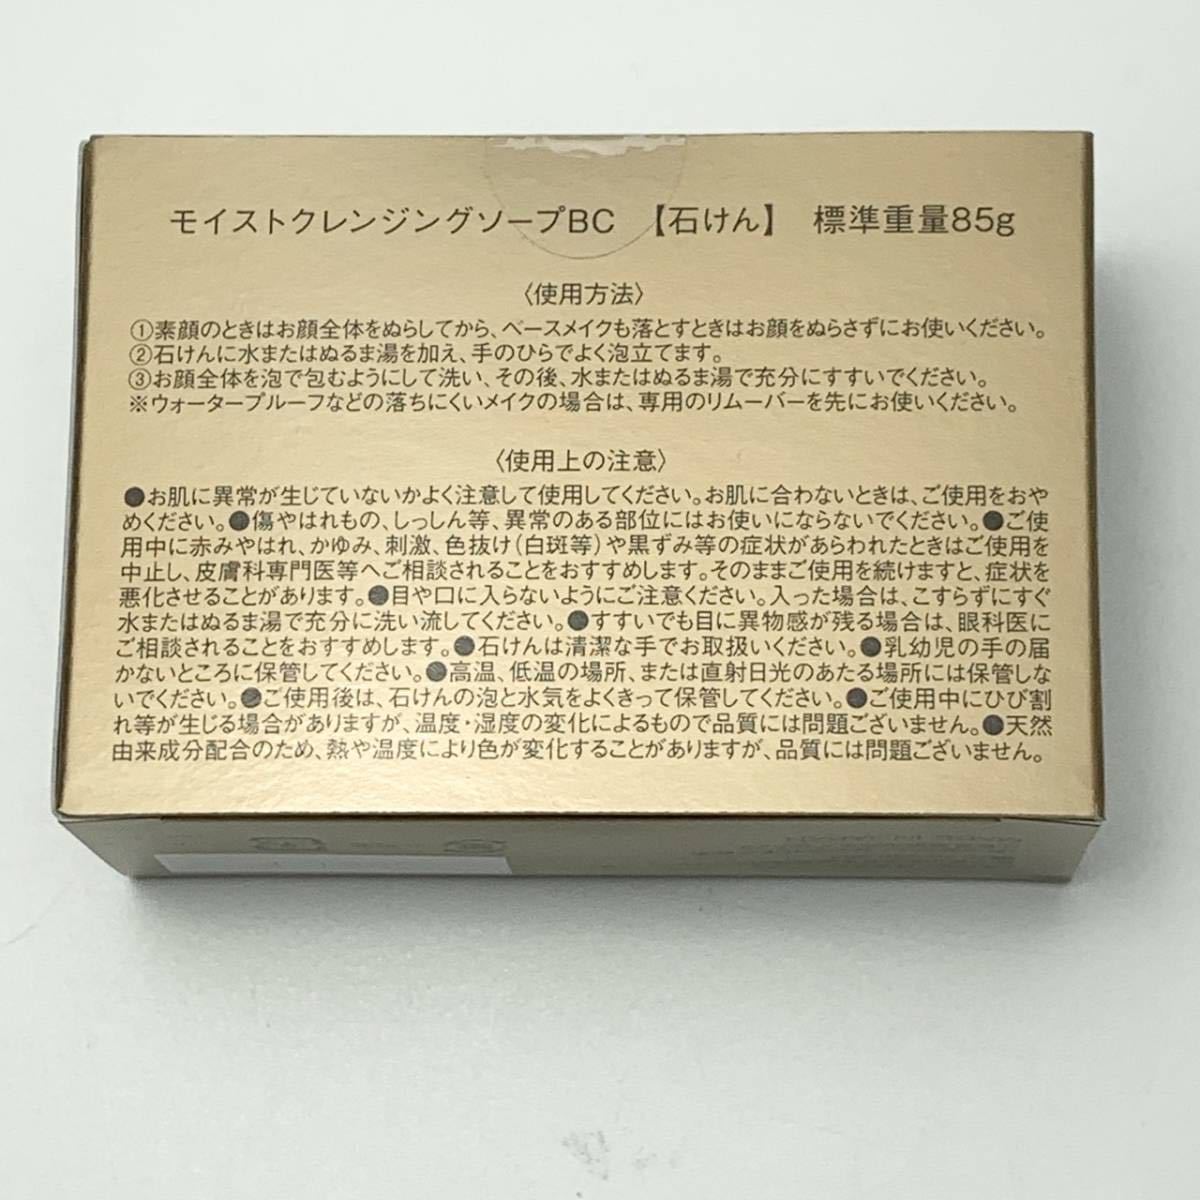 モイストクレンジングソープBC 【石けん】 標準重量85g
〈使用方法〉
①素顔のときはお顔全体をぬらしてから、ベースメイクも落とすときはお顔をぬらさずにお使いください。
②石けんに水またはぬるま湯を加え、手のひらでよく泡立てます。
③お顔全体を泡で包むようにして洗い、その後、水またはぬるま湯で充分にすすいでください。
※ウォータープルーフなどの落ちにくいメイクの場合は、専用のリムーバーを先にお使いください。
〈使用上の注意〉
●お肌に異常が生じていないかよく注意して使用してください。お肌に合わないときは、ご使用をおや
めください。●傷やはれもの、しっしん等、異常のある部位にはお使いにならないでください。●ご使
用中に赤みやはれ、かゆみ、刺激、色抜け(白斑等)や黒ずみ等の症状があらわれたときはご使用を
中止し、皮膚科専門医等へご相談されることをおすすめします。そのままご使用を続けますと、症状を
悪化させることがあります。●目や口に入らないようにご注意ください。入った場合は、こすらずにすぐ
水またはぬるま湯で充分に洗い流してください。●すすいでも目に異物感が残る場合は、眼科医に
ご相談されることをおすすめします。●石けんは清潔な手でお取扱いください。●乳幼児の手の届
かないところに保管してください。●高温、低温の場所、または直射日光のあたる場所には保管しな
いでください。●ご使用後は、石けんの泡と水気をよくきって保管してください。●ご使用中にひび割
れ等が生じる場合がありますが、温度・湿度の変化によるもので品質には問題ございません。●天然
由来成分配合のため、熱や温度により色が変化することがありますが、品質には問題ございません。